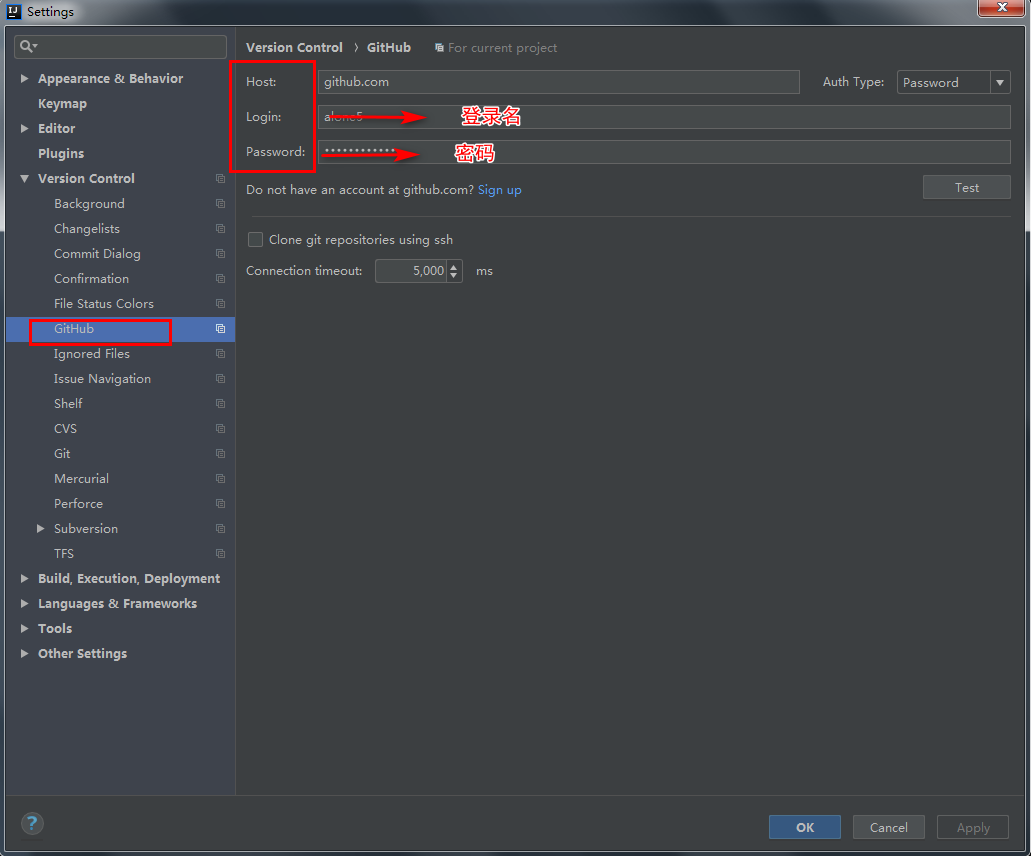 Settings
Version Control › GitHub For current project
Appearance & Behavior
Keymap
Editor
Plugins
Version Control
Background
Changelists
Commit Dialog
Confirmation
File Status Colors
GitHub
Ignored Files
Issue Navigation
Shelf
CVS
Git
Mercurial
Perforce
Subversion
TFS
Build, Execution, Deployment
Languages & Frameworks
Tools
Other Settings
Host: github.com Auth Type: Password
Login: alone5 登录名
Password: •••••••••••• 密码
Do not have an account at github.com? Sign up Test
Clone git repositories using ssh
Connection timeout: 5,000 ms
? OK Cancel Apply